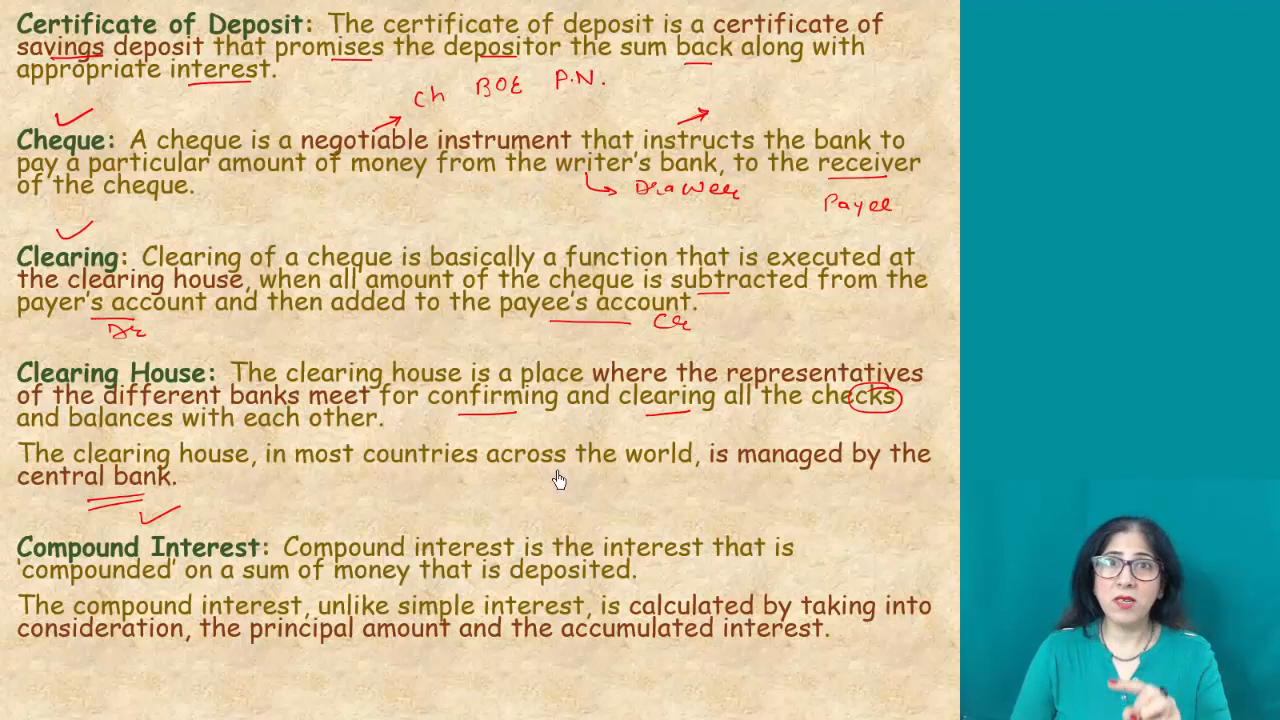 Certificate of Deposit: The certificate of deposit is a certificate of
savings deposit that promises the depositor the sum back along with
appropriate interest.
Ch BOE P.N.
Cheque: A cheque is a negotiable instrument that instructs the bank to
pay a particular amount of money from the writer's bank, to the receiver
of the cheque.
Drawer
Payee
Clearing: Clearing of a cheque is basically a function that is executed at
the clearing house, when all amount of the cheque is subtracted from the
payer's account and then added to the payee's account.
Dr Cr
Clearing House: The clearing house is a place where the representatives
of the different banks meet for confirming and clearing all the checks
and balances with each other.
The clearing house, in most countries across the world, is managed by the
central bank.
Compound Interest: Compound interest is the interest that is
'compounded' on a sum of money that is deposited.
The compound interest, unlike simple interest, is calculated by taking into
consideration, the principal amount and the accumulated interest.